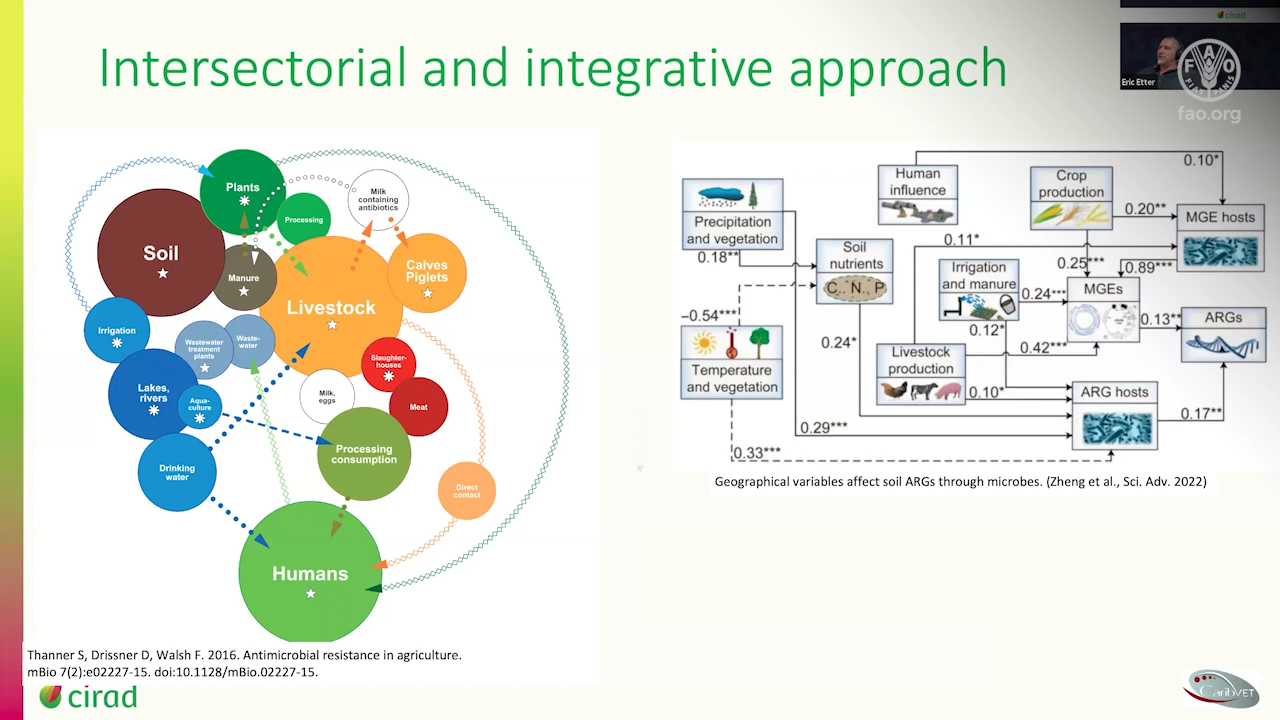 Intersectorial and integrative approach
cirad
Eric Etter
FAO
FIAT PANIS
fao.org
Plants
Processing
Milk
containing
antibiotics
Soil
Manure
Calves
Piglets
Livestock
Irrigation
Wastewater
treatment
plants
Waste-
water
Slaughter-
houses
Lakes,
rivers
Aqua-
culture
Milk,
eggs
Meat
Processing
consumption
Drinking
water
Direct
contact
Humans
Thanner S, Drissner D, Walsh F. 2016. Antimicrobial resistance in agriculture.
mBio 7(2):e02227-15. doi:10.1128/mBio.02227-15.
cirad
Human
influence
Crop
production
0.10*
Precipitation
and vegetation
0.18**
0.20**
MGE hosts
Soil
nutrients
C., N., P
0.11*
Irrigation
and manure
0.25***
0.89***
MGEs
0.24***
0.12*
−0.54***
0.13**
ARGs
Temperature
and vegetation
0.24*
Livestock
production
0.42***
0.10*
ARG hosts
0.17**
0.29***
0.33***
Geographical variables affect soil ARGs through microbes. (Zheng et al., Sci. Adv. 2022)
CaribVET